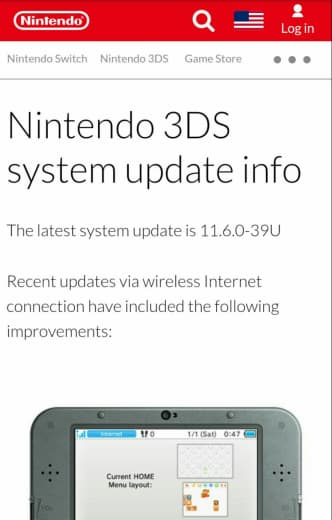 Nintendo
Log in
Nintendo Switch Nintendo 3DS Game Store
Nintendo 3DS
system update info
The latest system update is 11.6.0-39U
Recent updates via wireless Internet
connection have included the following
improvements:
Internet 0 1/1 (Sat) 0:47
Current HOME
Menu layout: